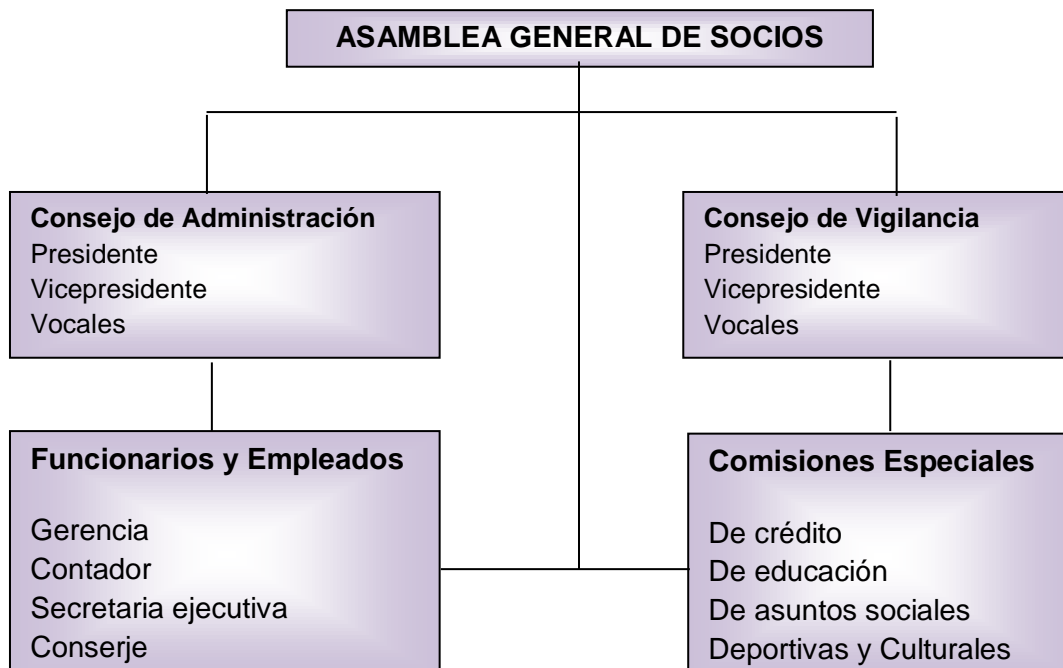 ASAMBLEA GENERAL DE SOCIOS
Consejo de Administración
Presidente
Vicepresidente
Vocales
Consejo de Vigilancia
Presidente
Vicepresidente
Vocales
Funcionarios y Empleados
Gerencia
Contador
Secretaria ejecutiva
Conserje
Comisiones Especiales
De crédito
De educación
De asuntos sociales
Deportivas y Culturales